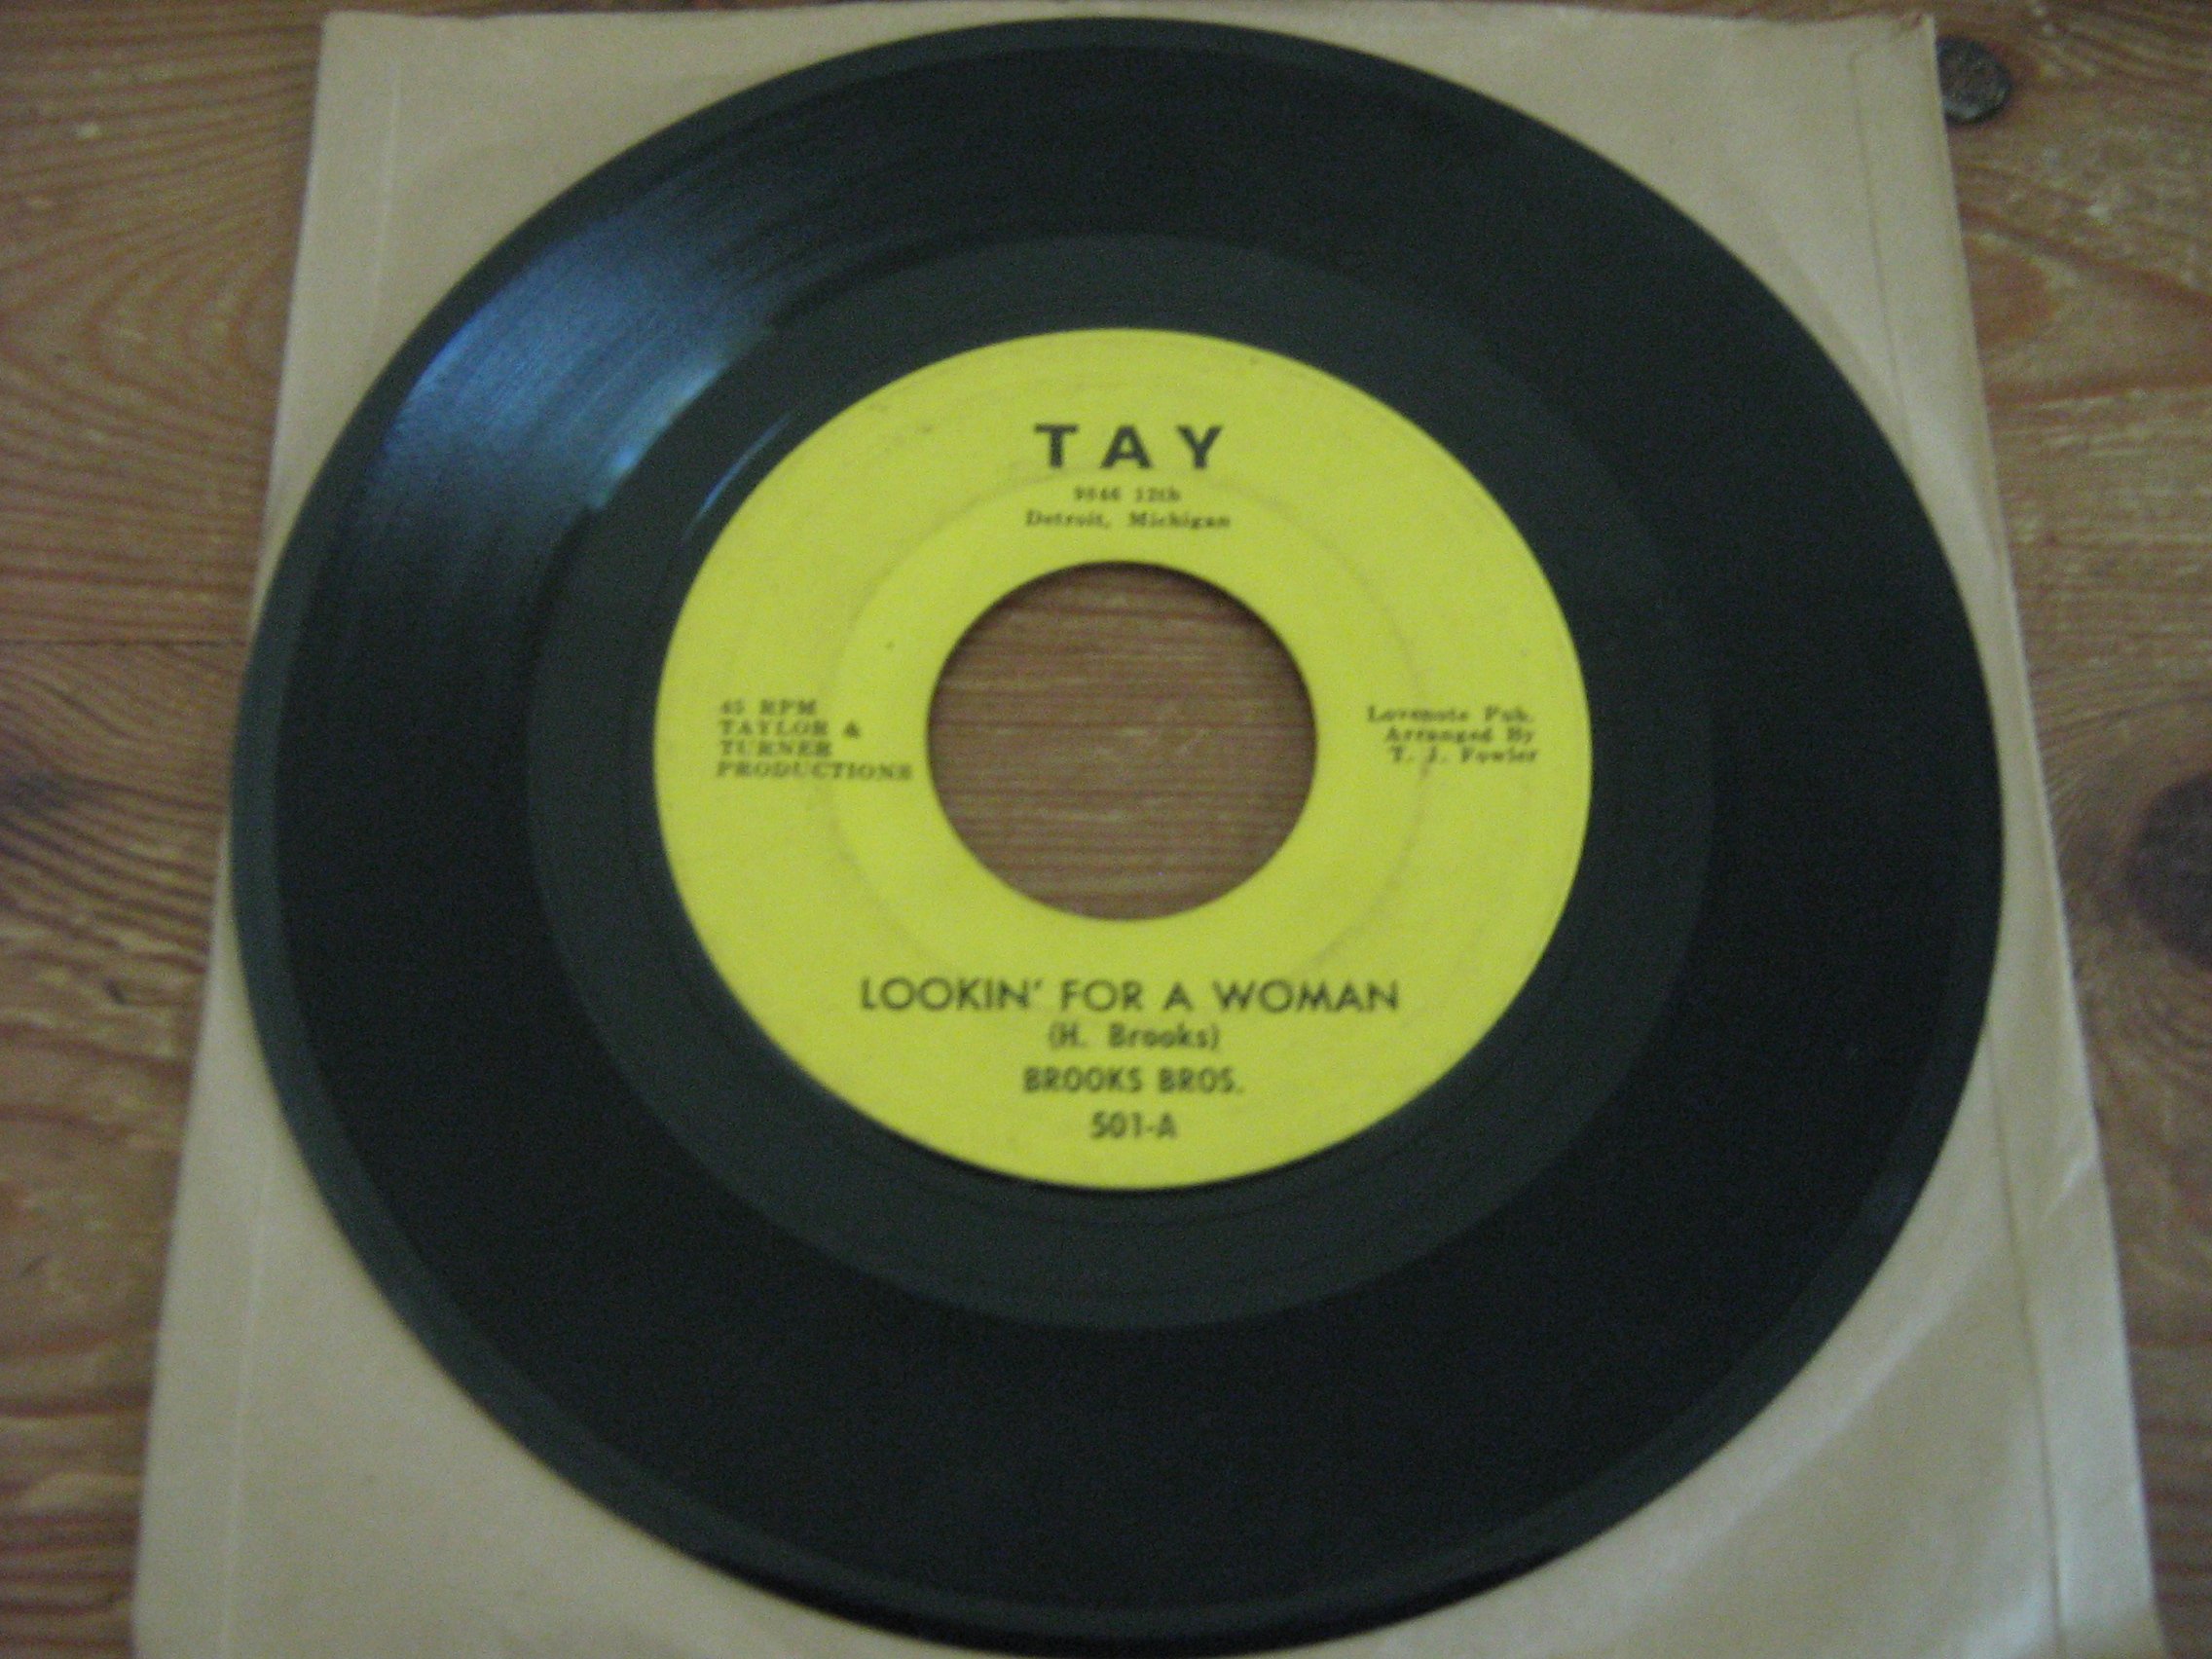 TAY
12th
Detroit, Michigan
45 RPM
TAYLOR &
TURNER
PRODUCTIONS
Lovenote Pub.
Arranged By
T. J. Fowler
LOOKIN' FOR A WOMAN
(H. Brooks)
BROOKS BROS.
501-A